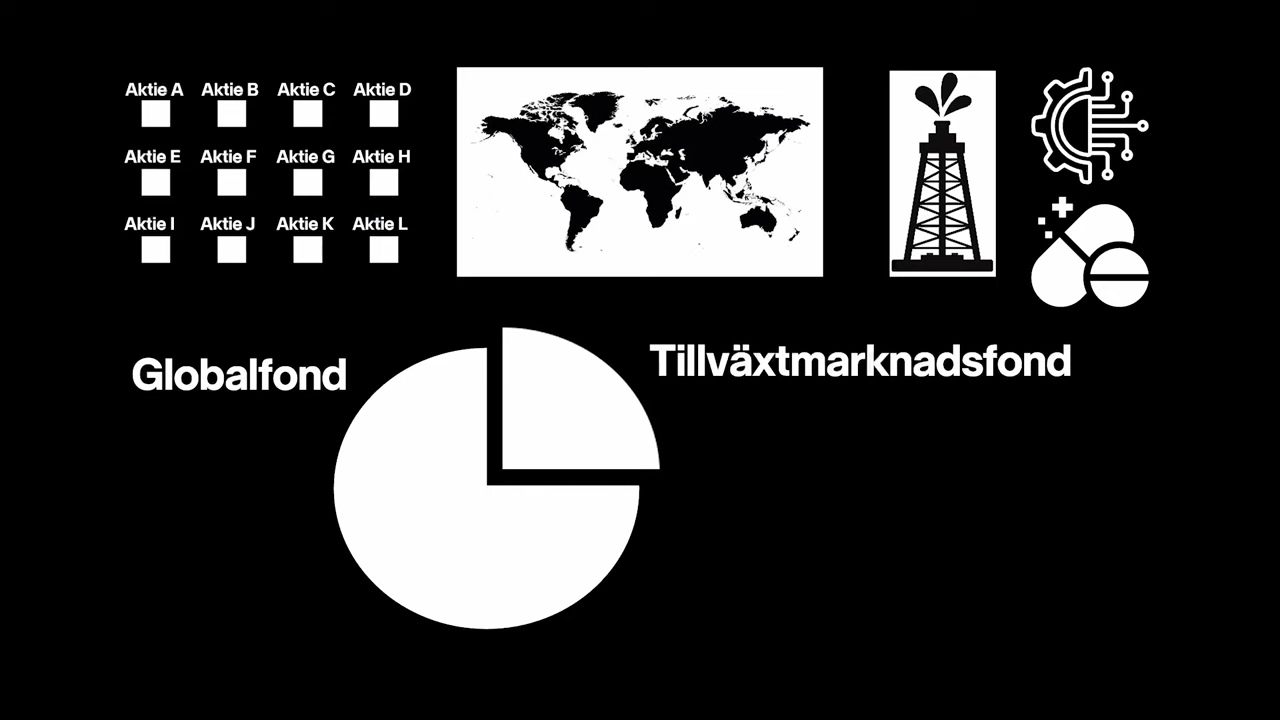 Aktie A Aktie B Aktie C Aktie D
Aktie E Aktie F Aktie G Aktie H
Aktie I Aktie J Aktie K Aktie L
Globalfond
Tillväxtmarknadsfond